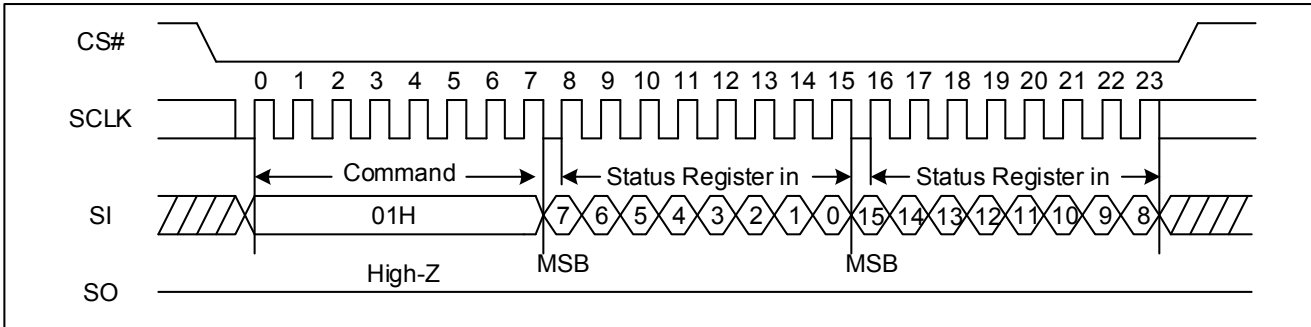 CS#
0 1 2 3 4 5 6 7 8 9 10 11 12 13 14 15 16 17 18 19 20 21 22 23
SCLK
Command Status Register in Status Register in
SI 01H 7 6 5 4 3 2 1 0 15 14 13 12 11 10 9 8
High-Z MSB MSB
SO